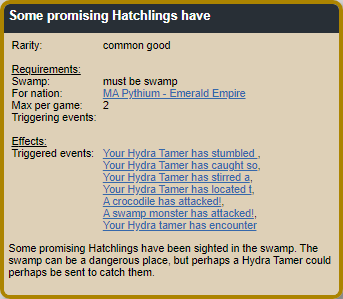 Some promising Hatchlings have
Rarity: common good
Requirements:
Swamp: must be swamp
For nation: MA Pythium - Emerald Empire
Max per game: 2
Triggering events:
Effects:
Triggered events: Your Hydra Tamer has stumbled ,
Your Hydra Tamer has caught so,
Your Hydra Tamer has stirred a,
Your Hydra Tamer has located t,
A crocodile has attacked!,
A swamp monster has attacked!,
Your Hydra tamer has encounter
Some promising Hatchlings have been sighted in the swamp. The
swamp can be a dangerous place, but perhaps a Hydra Tamer could
perhaps be sent to catch them.